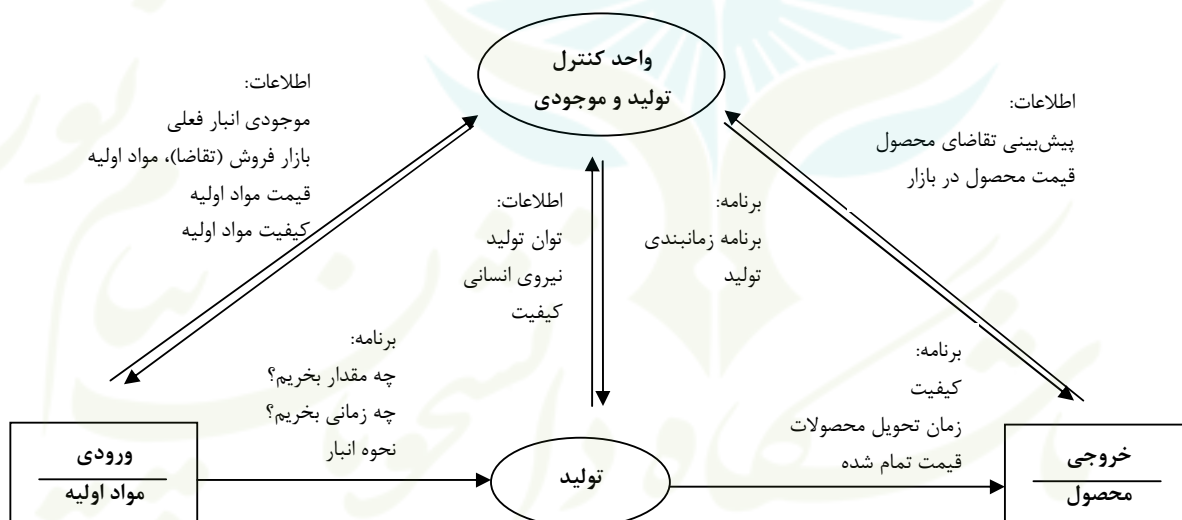 واحد کنترل
تولید و موجودی
اطلاعات:
پیش‌بینی تقاضای محصول
قیمت محصول در بازار
اطلاعات:
موجودی انبار فعلی
بازار فروش (تقاضا)، مواد اولیه
قیمت مواد اولیه
کیفیت مواد اولیه
برنامه:
برنامه زمانبندی
تولید
اطلاعات:
توان تولید
نیروی انسانی
کیفیت
برنامه:
کیفیت
زمان تحویل محصولات
قیمت تمام شده
برنامه:
چه مقدار بخریم؟
چه زمانی بخریم؟
نحوه انبار
خروجی
محصول
تولید
ورودی
مواد اولیه